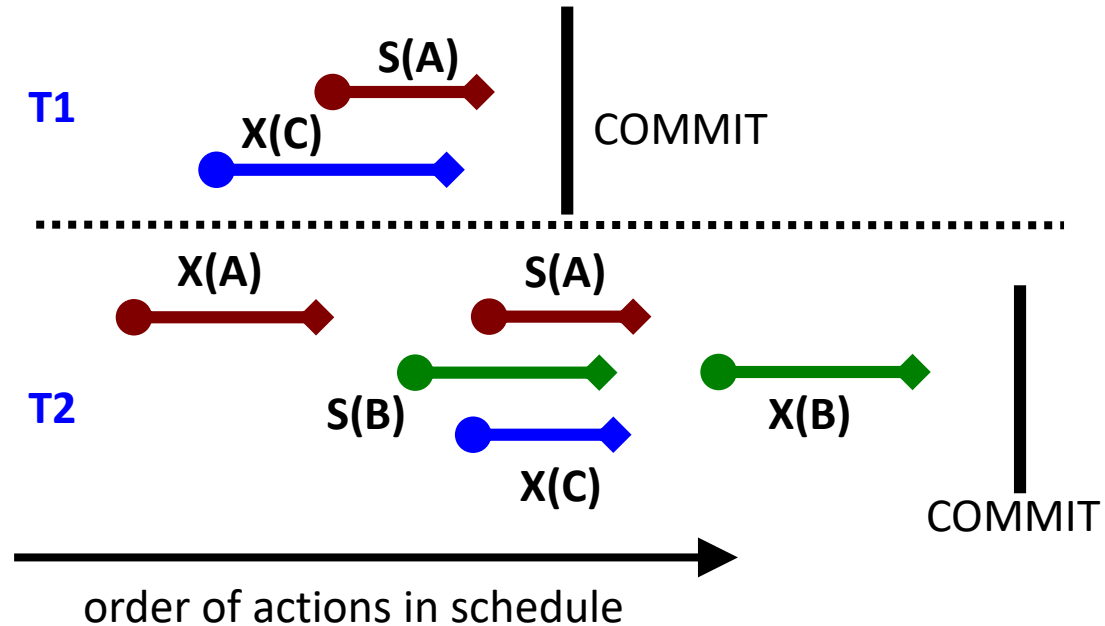 S(A)
T1
X(C)
COMMIT
X(A)
S(A)
T2
S(B)
X(B)
X(C)
COMMIT
order of actions in schedule